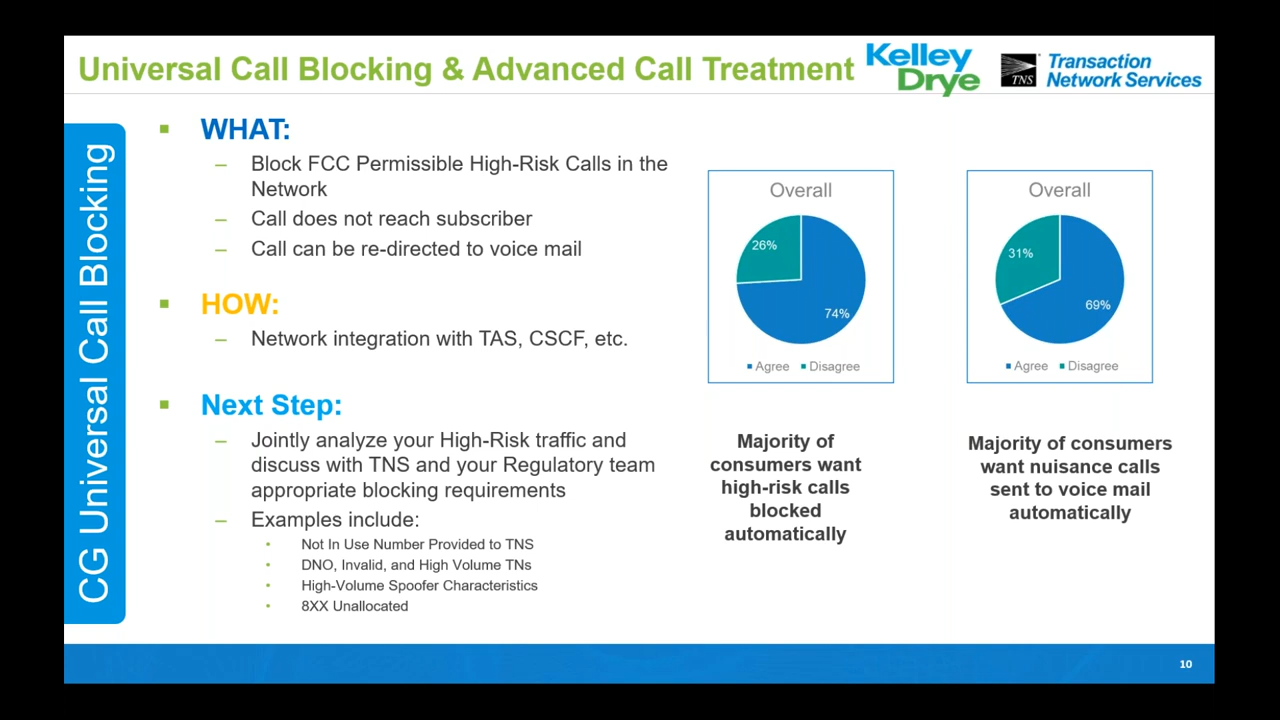 Universal Call Blocking & Advanced Call Treatment
Kelley
Drye
TNS
Transaction
Network Services
CG Universal Call Blocking
WHAT:
– Block FCC Permissible High-Risk Calls in the
Network
– Call does not reach subscriber
– Call can be re-directed to voice mail
HOW:
– Network integration with TAS, CSCF, etc.
Next Step:
– Jointly analyze your High-Risk traffic and
discuss with TNS and your Regulatory team
appropriate blocking requirements
– Examples include:
• Not In Use Number Provided to TNS
• DNO, Invalid, and High Volume TNs
• High-Volume Spoofer Characteristics
• 8XX Unallocated
Overall
26%
74%
Agree Disagree
Majority of
consumers want
high-risk calls
blocked
automatically
Overall
31%
69%
Agree Disagree
Majority of consumers
want nuisance calls
sent to voice mail
automatically
10